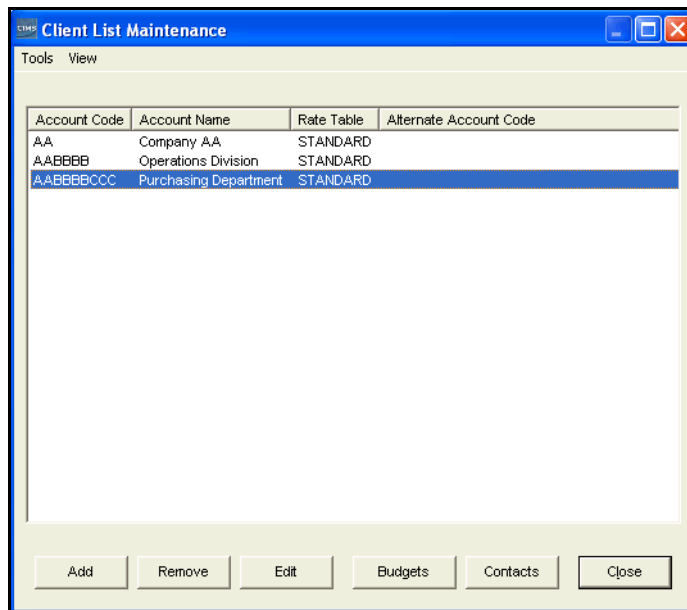 CIMS Client List Maintenance
Tools View
Account Code Account Name Rate Table Alternate Account Code
AA Company AA STANDARD
AABBBB Operations Division STANDARD
AABBBBCCC Purchasing Department STANDARD
Add Remove Edit Budgets Contacts Close